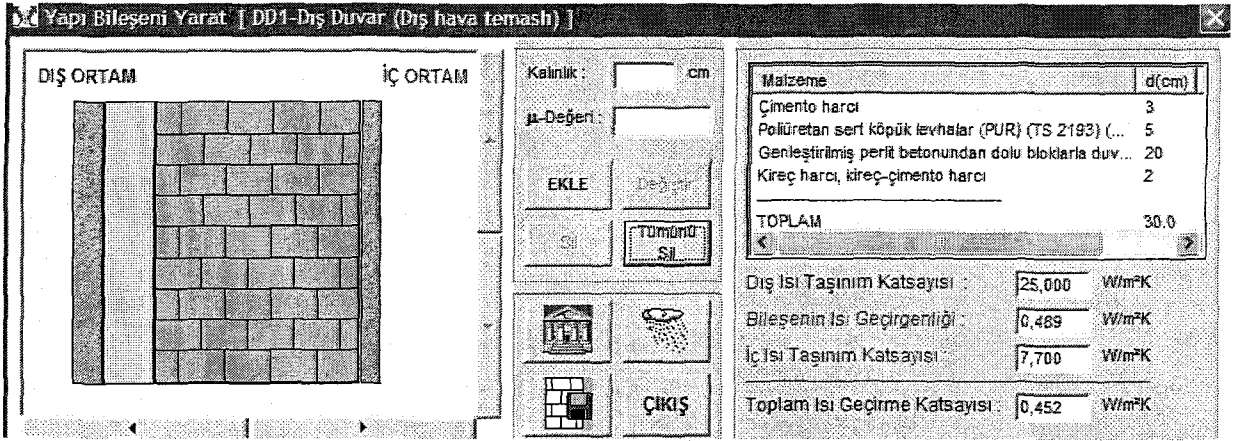 Yapı Bileşeni Yarat [ DD1-Dış Duvar (Dış hava temaslı) ]
DIŞ ORTAM
İÇ ORTAM
Kalınlık : cm
µ-Değeri :
EKLE
Değiştir
Sil
Tümünü
Sil
ÇIKIŞ
Malzeme d(cm)
Çimento harcı 3
Poliüretan sert köpük levhalar (PUR) (TS 2193) (... 5
Genleştirilmiş perlit betonundan dolu bloklarla duv... 20
Kireç harcı, kireç-çimento harcı 2
TOPLAM 30.0
Dış Isı Taşınım Katsayısı : 25,000 W/m²K
Bileşenin Isı Geçirgenliği : 0,489 W/m²K
İç Isı Taşınım Katsayısı : 7,700 W/m²K
Toplam Isı Geçirme Katsayısı : 0,452 W/m²K